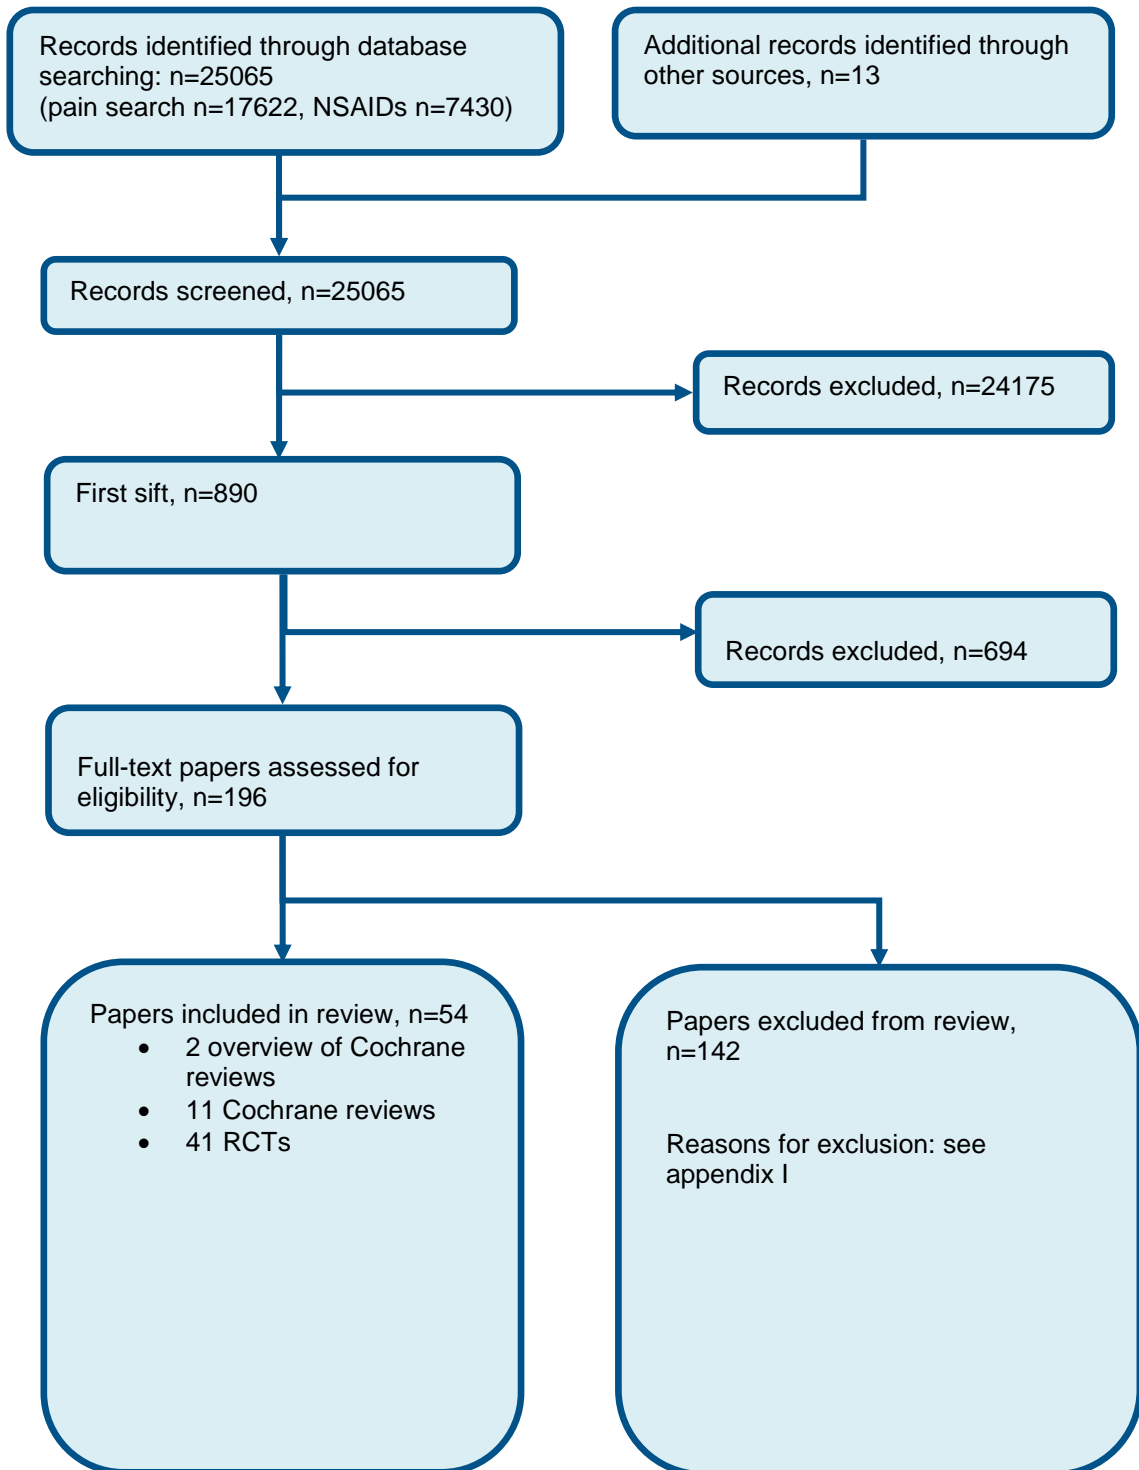 Records identified through database
searching: n=25065
(pain search n=17622, NSAIDs n=7430)
Additional records identified through
other sources, n=13
Records screened, n=25065
Records excluded, n=24175
First sift, n=890
Records excluded, n=694
Full-text papers assessed for
eligibility, n=196
Papers included in review, n=54
• 2 overview of Cochrane
reviews
• 11 Cochrane reviews
• 41 RCTs
Papers excluded from review,
n=142
Reasons for exclusion: see
appendix I